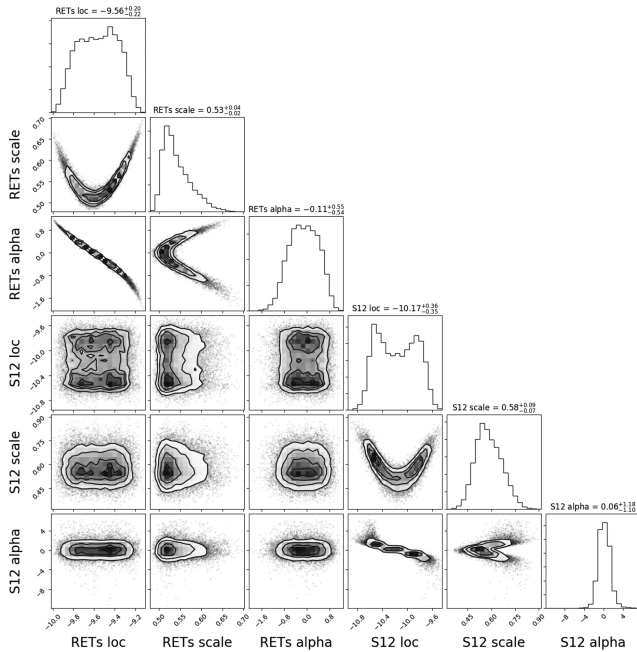 RETs loc = −9.56+0.20−0.22
RETs scale = 0.53+0.04−0.02
0.70
0.65
0.60
0.55
0.50
RETs scale
RETs alpha = −0.11+0.55−0.54
0.8
0.0
−0.8
−1.6
RETs alpha
S12 loc = −10.17+0.36−0.35
−9.6
−10.0
−10.4
−10.8
S12 loc
S12 scale = 0.58+0.09−0.07
0.90
0.75
0.60
0.45
S12 scale
S12 alpha = 0.06+1.18−1.10
4
0
−4
−8
S12 alpha
−10.0 −9.8 −9.6 −9.4 −9.2
0.50 0.55 0.60 0.65 0.70
−1.6 −0.8 0.0 0.8
−10.8 −10.4 −10.0 −9.6
0.45 0.60 0.75 0.90
−8 −4 0 4
RETs loc RETs scale RETs alpha S12 loc S12 scale S12 alpha